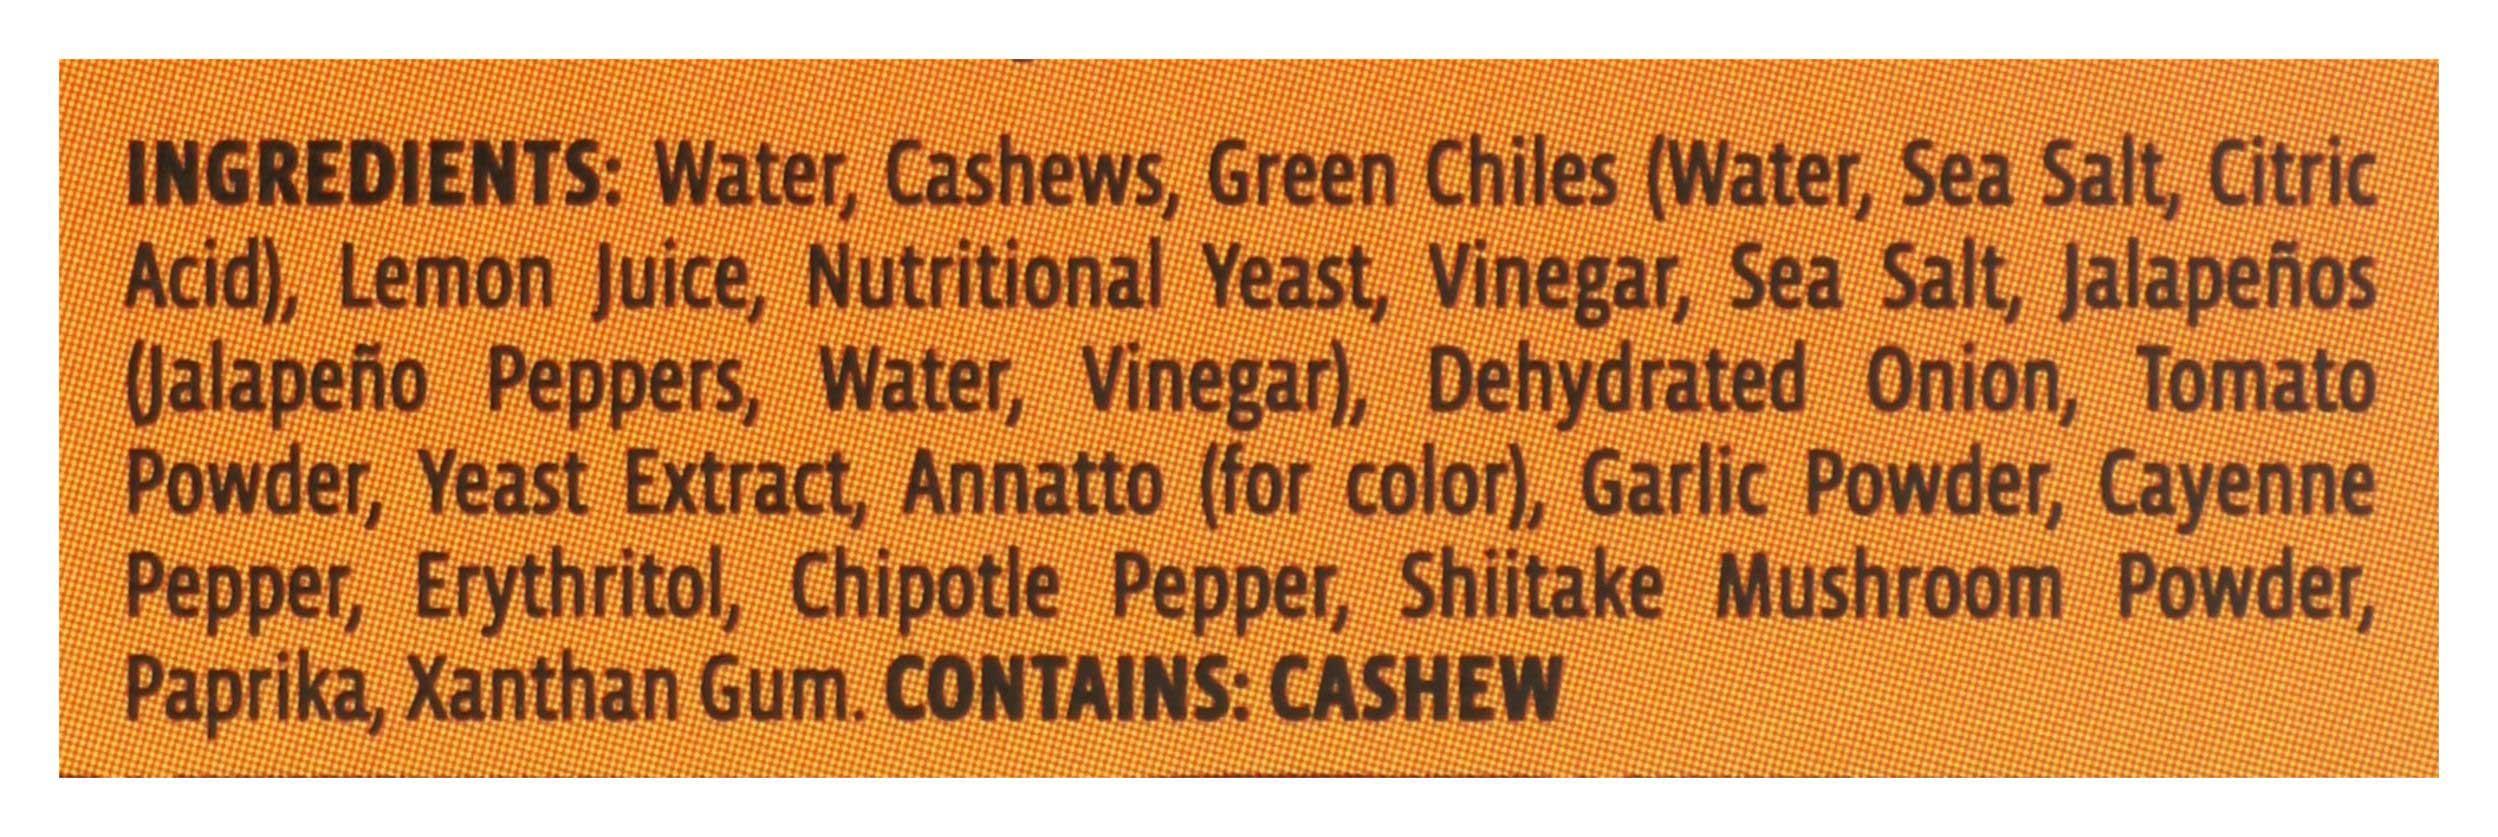 INGREDIENTS: Water, Cashews, Green Chiles (Water, Sea Salt, Citric
Acid), Lemon Juice, Nutritional Yeast, Vinegar, Sea Salt, Jalapeños
(Jalapeño Peppers, Water, Vinegar), Dehydrated Onion, Tomato
Powder, Yeast Extract, Annatto (for color), Garlic Powder, Cayenne
Pepper, Erythritol, Chipotle Pepper, Shiitake Mushroom Powder,
Paprika, Xanthan Gum. CONTAINS: CASHEW